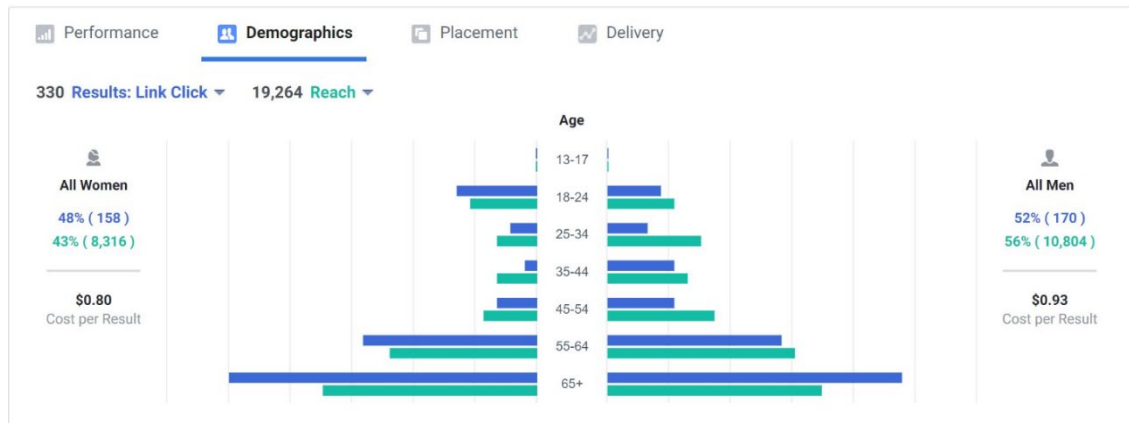 Performance
Demographics
Placement
Delivery
330 Results: Link Click
19,264 Reach
Age
All Women
48% ( 158 )
43% ( 8,316 )
$0.80
Cost per Result
13-17
18-24
25-34
35-44
45-54
55-64
65+
All Men
52% ( 170 )
56% ( 10,804 )
$0.93
Cost per Result